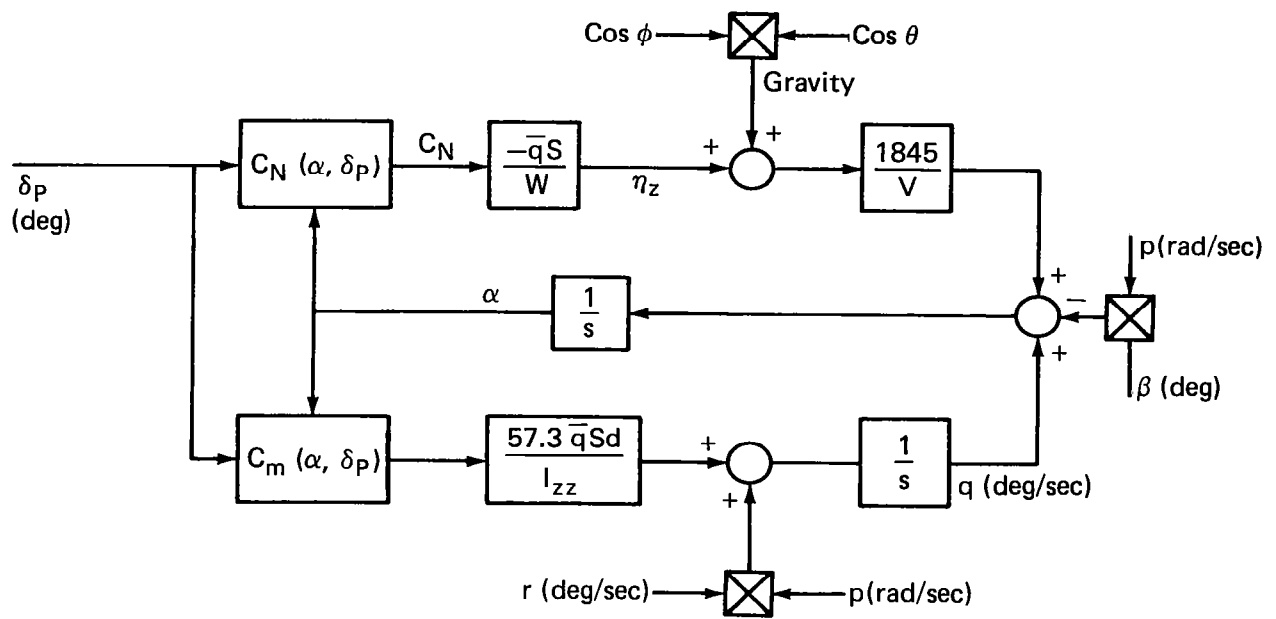 Cos ϕ
Cos θ
Gravity
+
+
C_N (α, δ_P)
C_N
−q̅S
W
η_z
1845
V
δ_P
(deg)
p(rad/sec)
+
−
α
1
s
+
β (deg)
C_m (α, δ_P)
57.3 q̅Sd
I_zz
+
+
1
s
q (deg/sec)
r (deg/sec)
p(rad/sec)